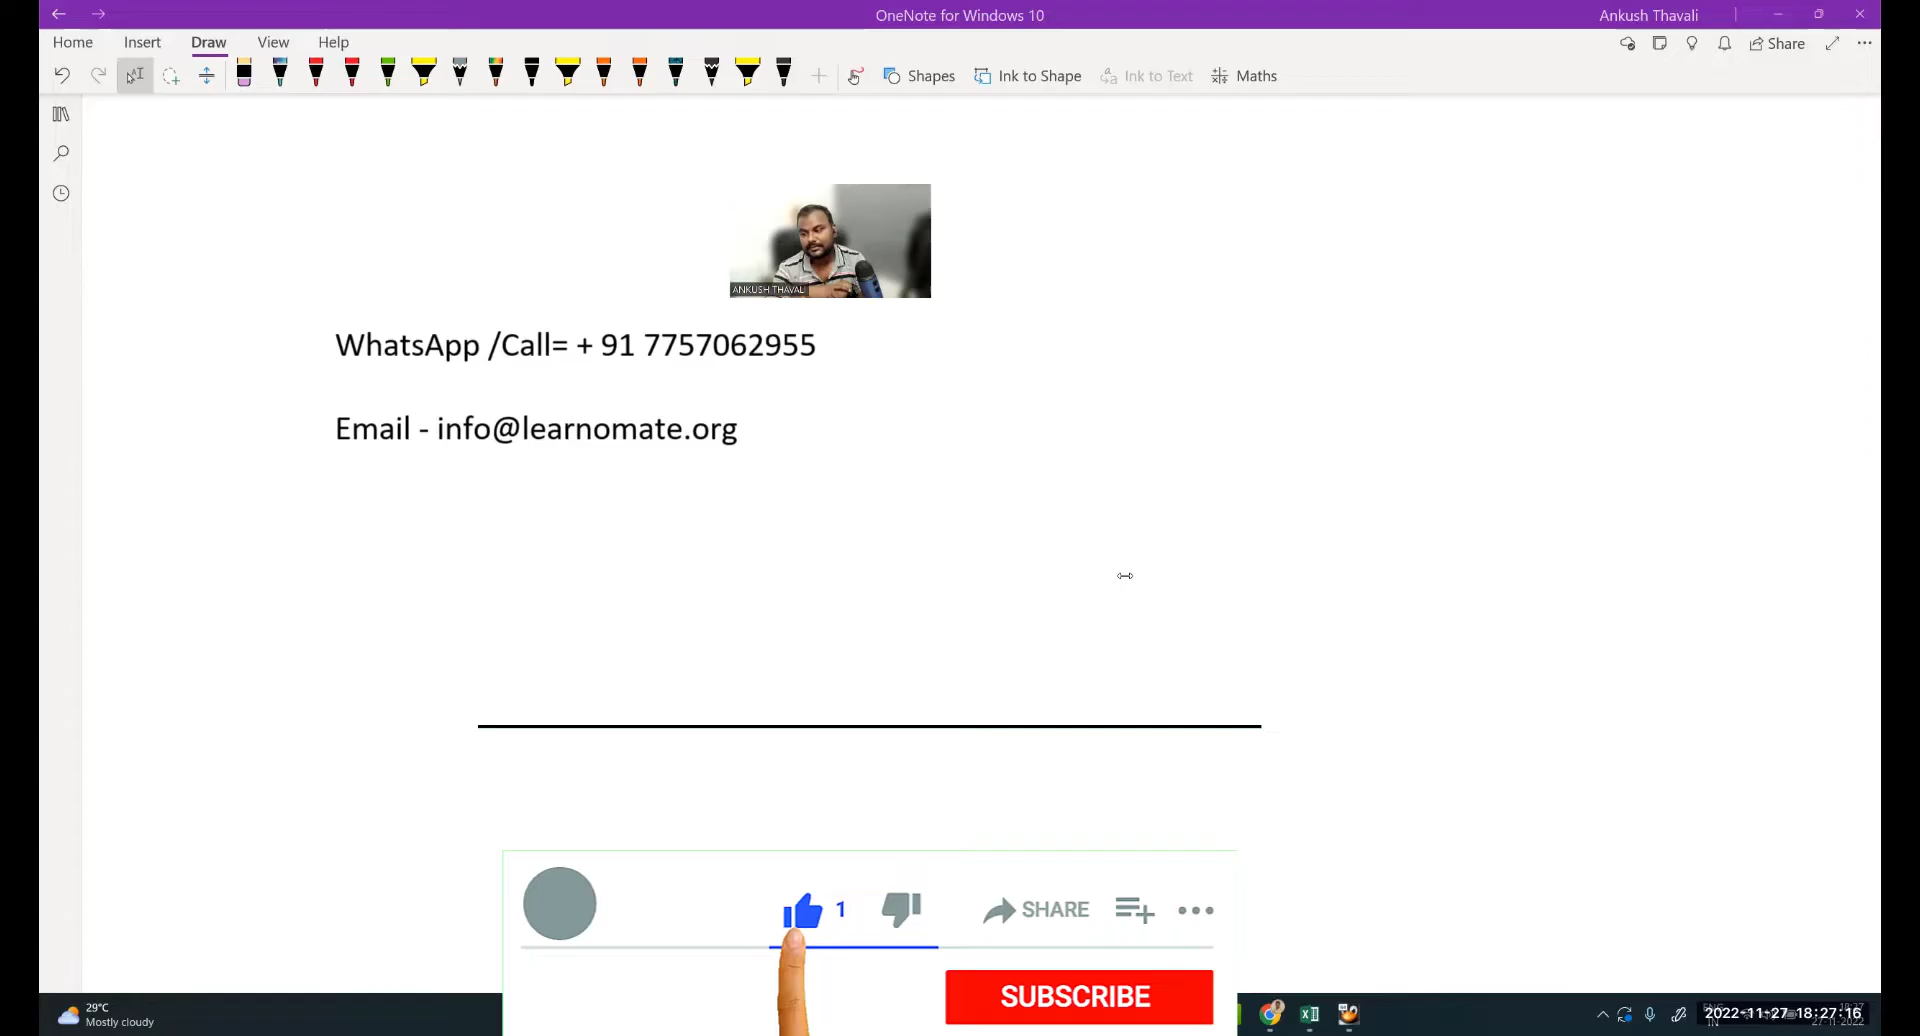 OneNote for Windows 10
Ankush Thavali
Home Insert Draw View Help
Share
Shapes Ink to Shape Ink to Text Maths
ANKUSH THAVALI
WhatsApp /Call= + 91 7757062955
Email - info@learnomate.org
1 SHARE
SUBSCRIBE
29°C
Mostly cloudy
2022-11-27 18:27:16